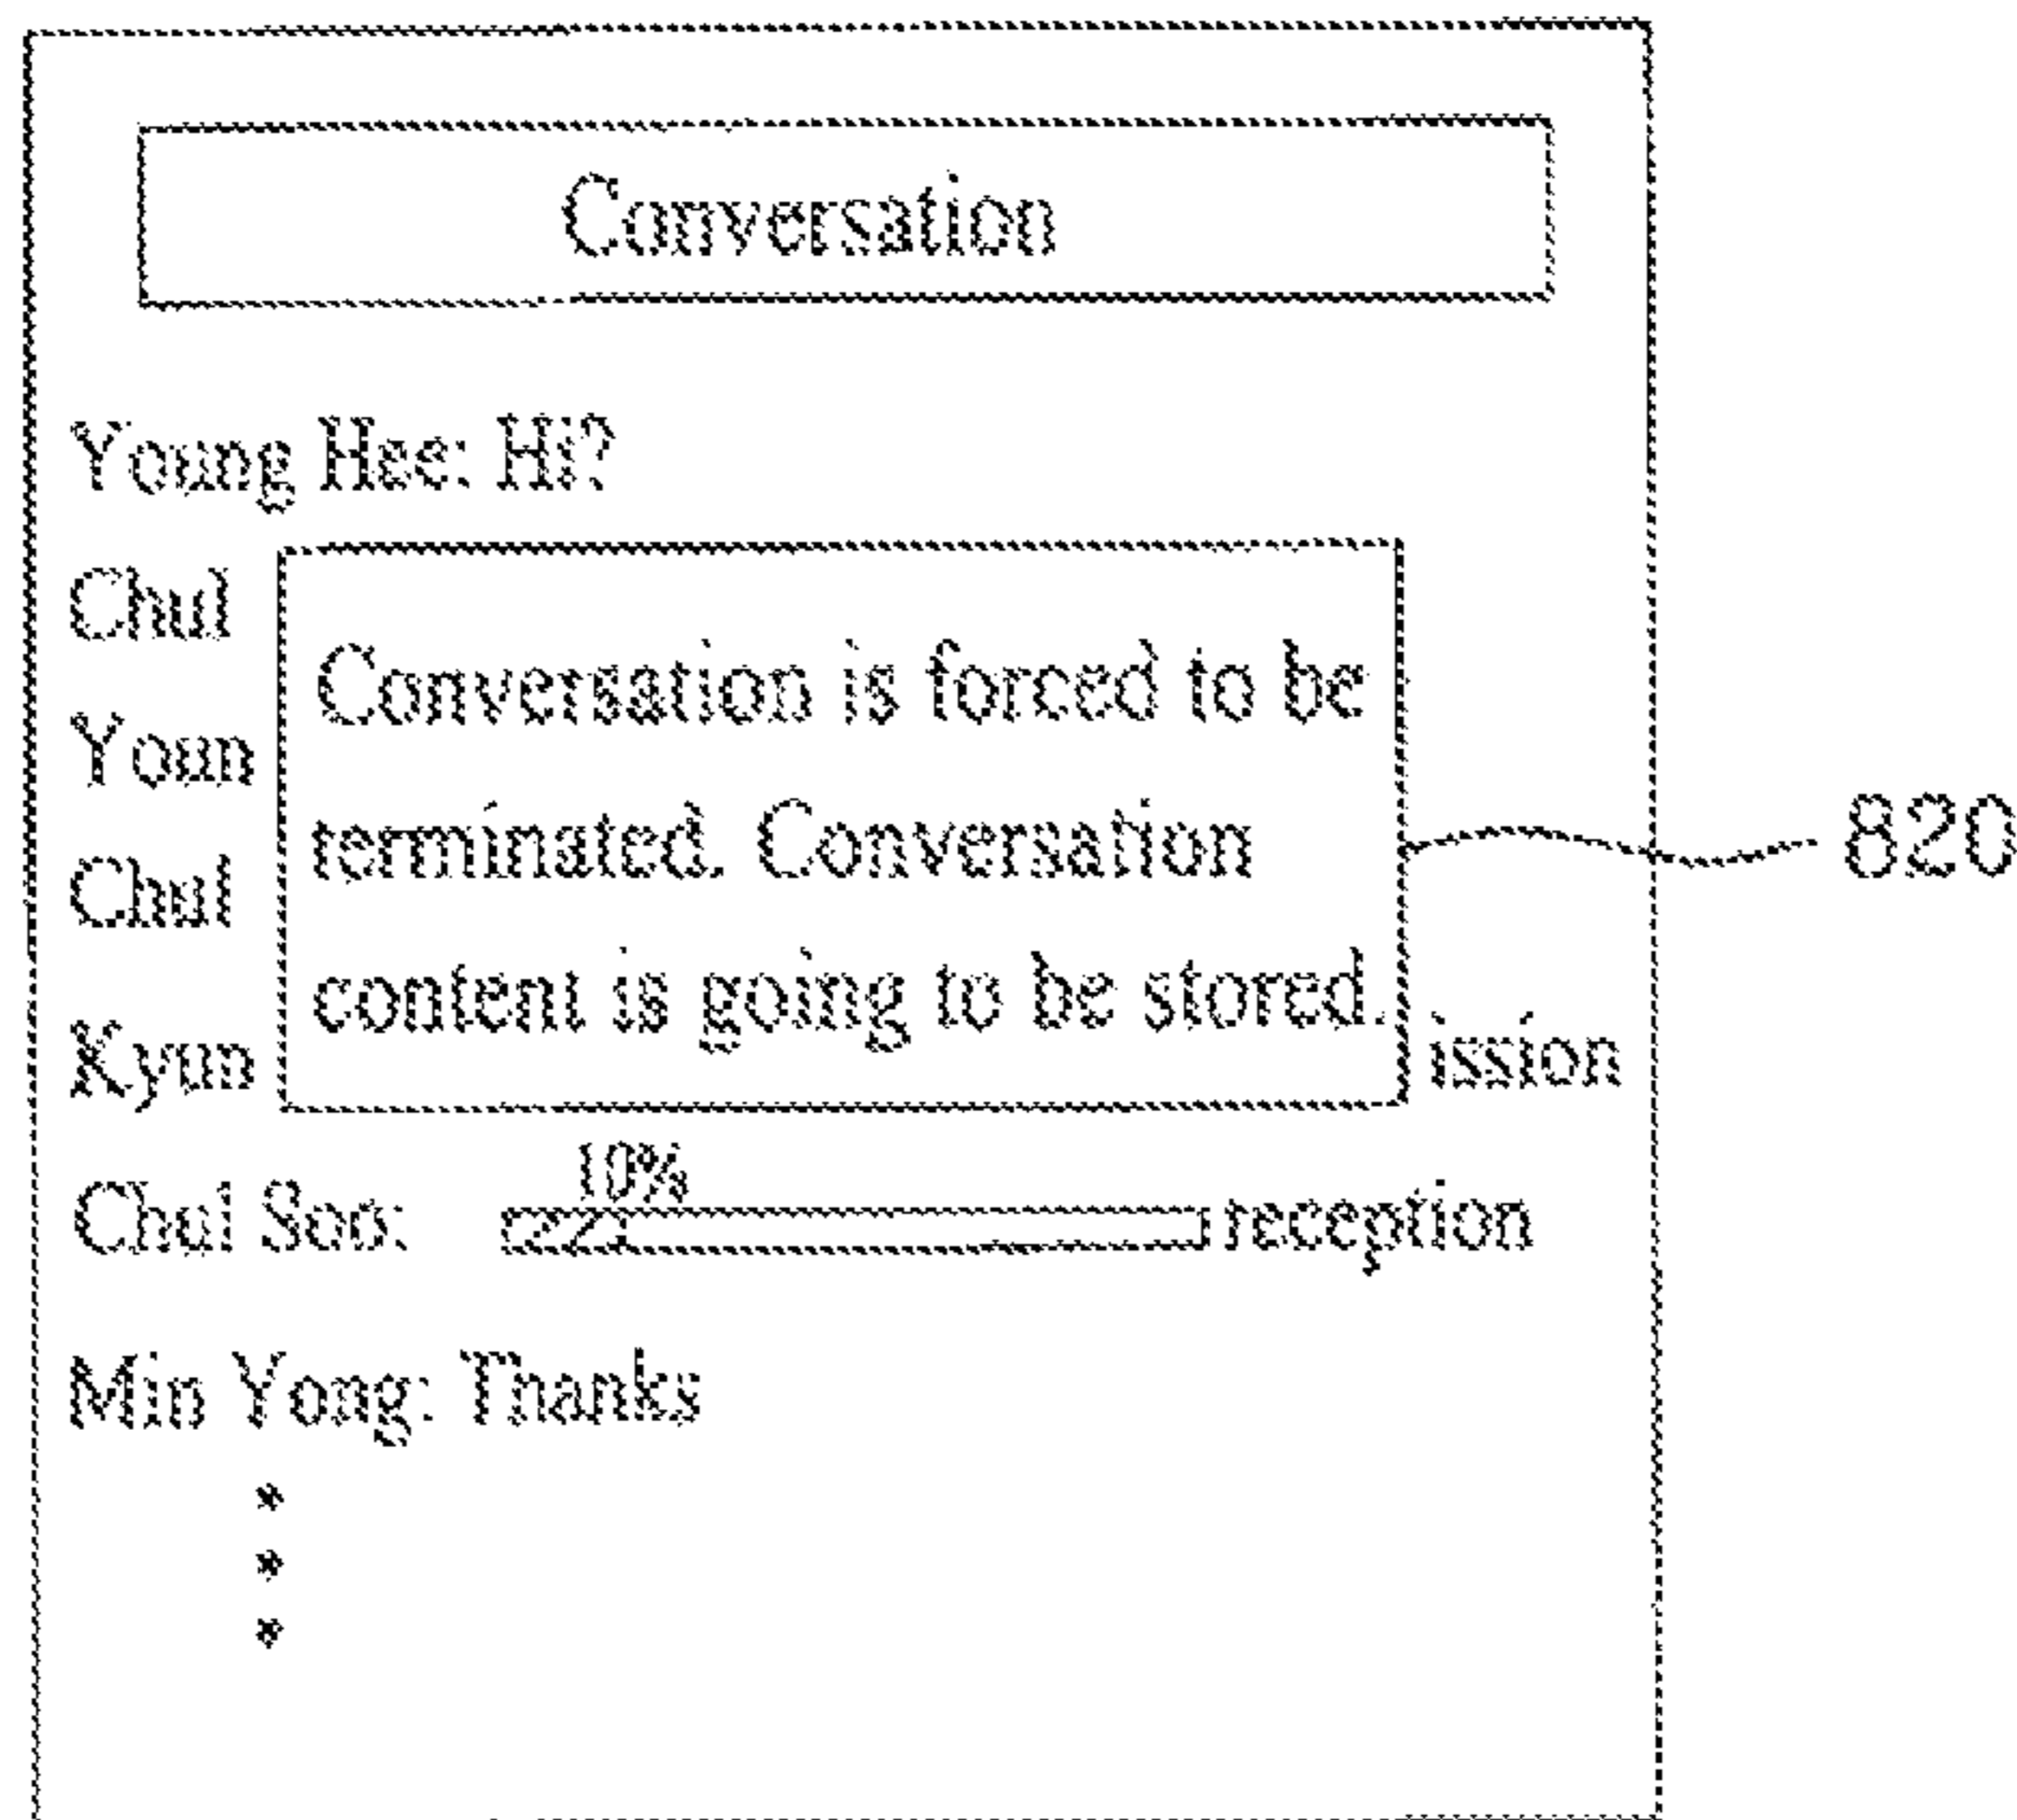 Conversation
Young Hee: Hi?
Chul
Conversation is forced to be
Youn
terminated. Conversation
820
Chul
content is going to be stored.
Kyun
ission
10%
Chul Soo: reception
Min Yong: Thanks